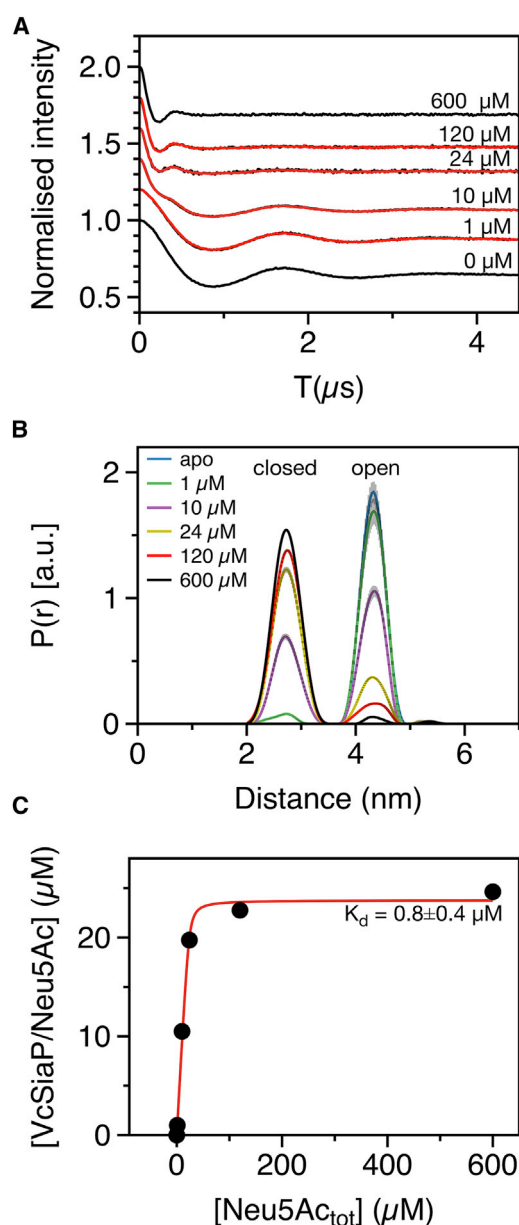 A
Normalised intensity
2.0
1.5
1.0
0.5
600 µM
120 µM
24 µM
10 µM
1 µM
0 µM
0
2
4
T(µs)
B
P(r) [a.u.]
2
1
0
apo
1 µM
10 µM
24 µM
120 µM
600 µM
closed
open
0
2
4
6
Distance (nm)
C
[VcSiaP/Neu5Ac] (µM)
20
10
0
K_d = 0.8±0.4 µM
0
200
400
600
[Neu5Ac_tot] (µM)